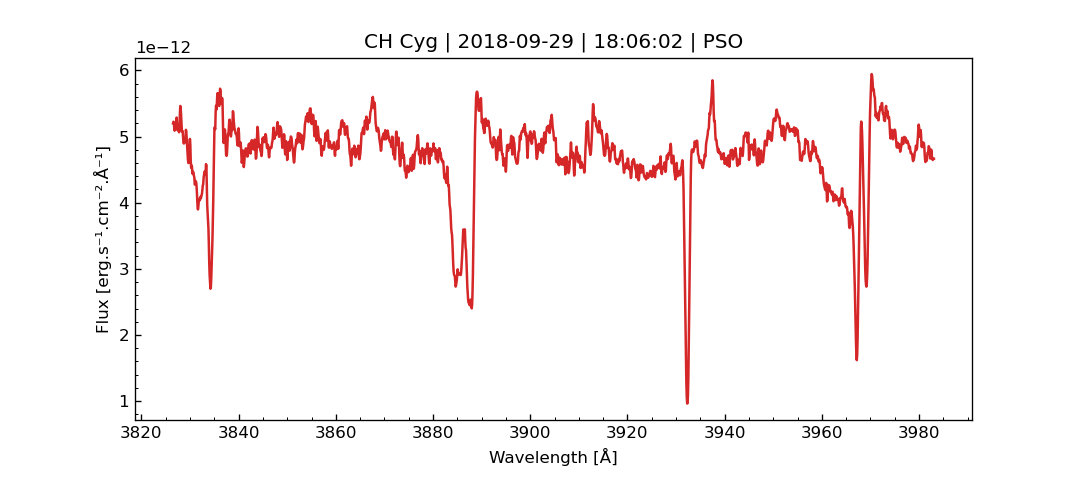 CH Cyg | 2018-09-29 | 18:06:02 | PSO
1e−12
6
5
4
3
2
1
Flux [erg.s⁻¹.cm⁻².Å⁻¹]
3820 3840 3860 3880 3900 3920 3940 3960 3980
Wavelength [Å]